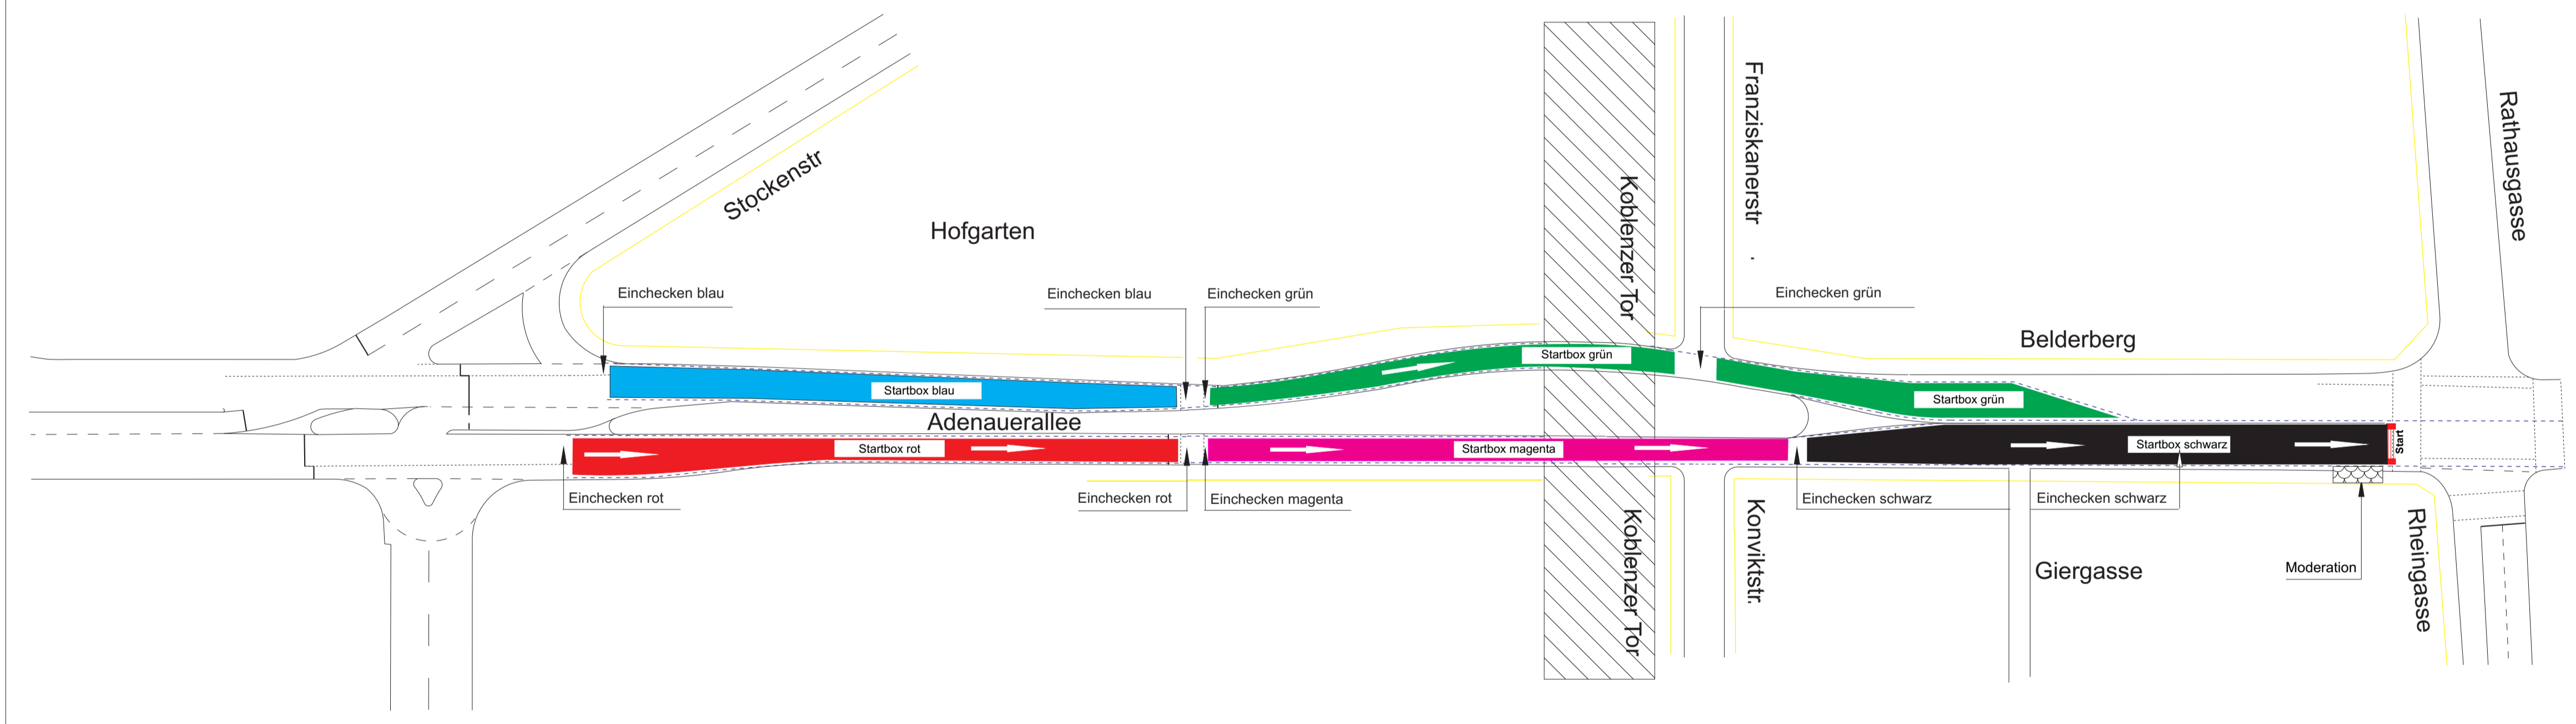 Stockenstr
Hofgarten
Koblenzer Tor
Franziskanerstr.
Rathausgasse
Einchecken blau
Einchecken blau
Einchecken grün
Einchecken grün
Belderberg
Startbox blau
Startbox grün
Startbox grün
Adenauerallee
Startbox rot
Startbox magenta
Startbox schwarz
Start
Einchecken rot
Einchecken rot
Einchecken magenta
Einchecken schwarz
Einchecken schwarz
Koblenzer Tor
Konviktstr.
Giergasse
Moderation
Rheingasse